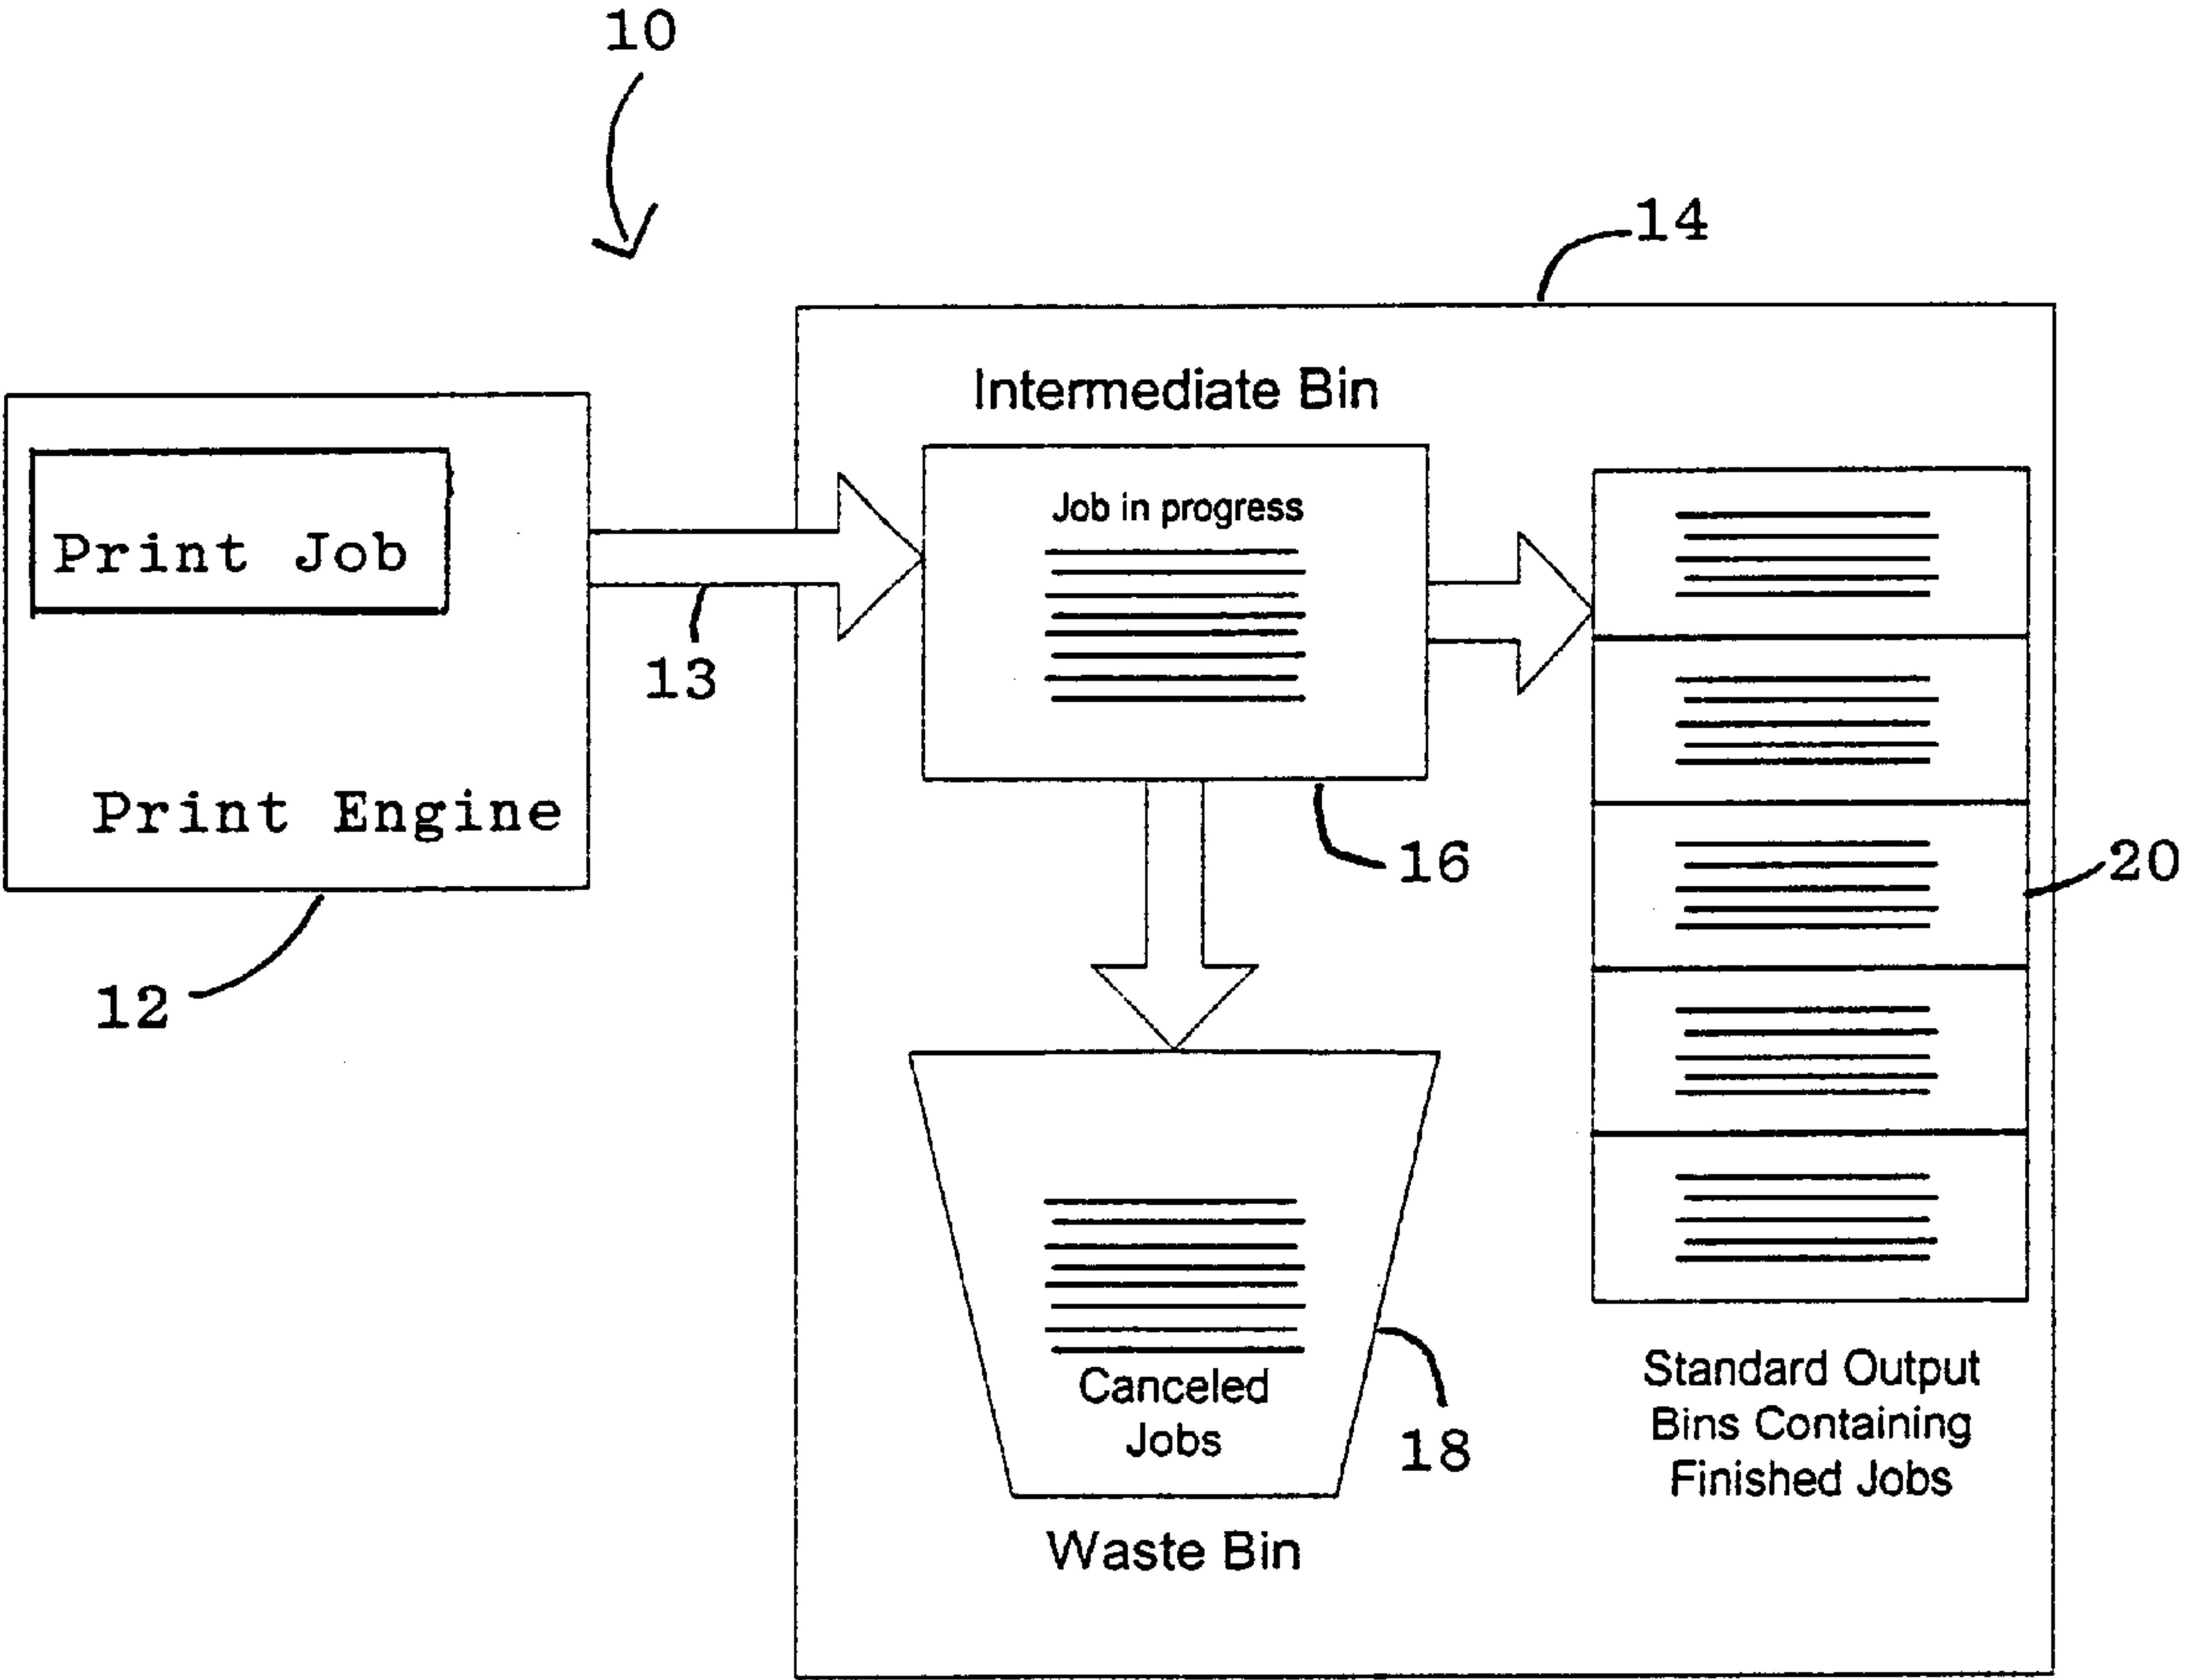 10
14
Intermediate Bin
Job in progress
Print Job
13
Print Engine
16
20
12
Canceled
Jobs
18
Standard Output
Bins Containing
Finished Jobs
Waste Bin